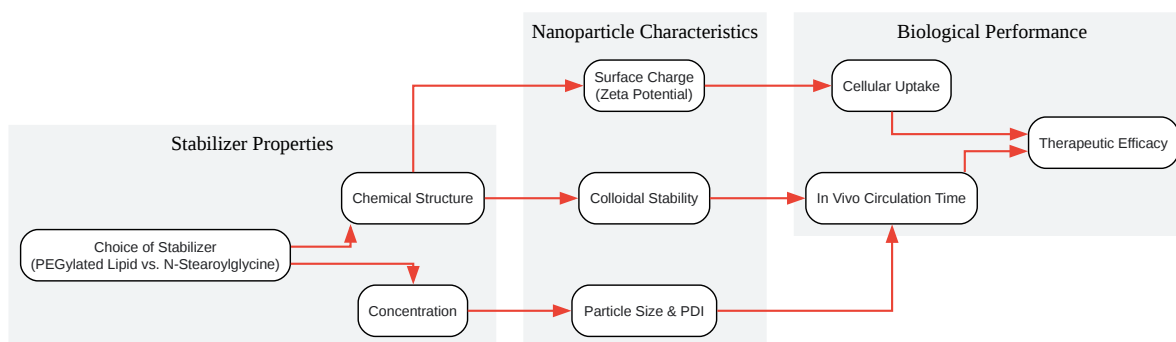 Nanoparticle Characteristics
Biological Performance
Surface Charge
(Zeta Potential)
Cellular Uptake
Stabilizer Properties
Therapeutic Efficacy
Chemical Structure
Colloidal Stability
In Vivo Circulation Time
Choice of Stabilizer
(PEGylated Lipid vs. N-Stearoylglycine)
Concentration
Particle Size & PDI